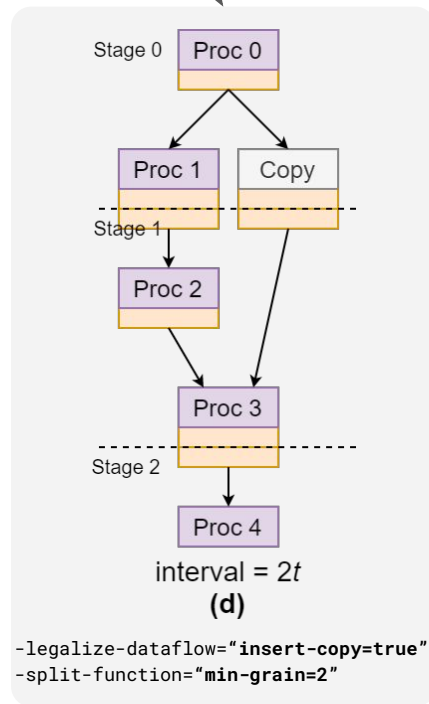 Stage 0
Proc 0
Proc 1
Copy
Stage 1
Proc 2
Proc 3
Stage 2
Proc 4
interval = 2t
(d)
-legalize-dataflow=“insert-copy=true”
-split-function=“min-grain=2”